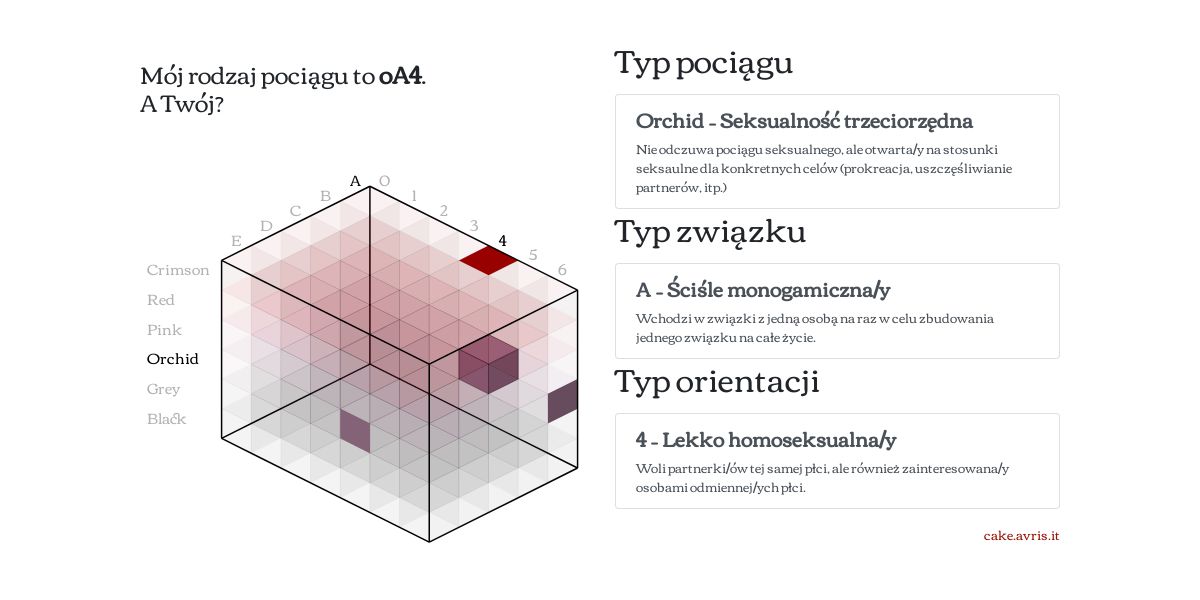 Mój rodzaj pociągu to oA4.
A Twój?
A O
B 1
C 2
D 3
E 4
5
6
Crimson
Red
Pink
Orchid
Grey
Black
Typ pociągu
Orchid – Seksualność trzeciorzędna
Nie odczuwa pociągu seksualnego, ale otwarta/y na stosunki
seksaulne dla konkretnych celów (prokreacja, uszczęśliwianie
partnerów, itp.)
Typ związku
A – Ściśle monogamiczna/y
Wchodzi w związki z jedną osobą na raz w celu zbudowania
jednego związku na całe życie.
Typ orientacji
4 – Lekko homoseksualna/y
Woli partnerki/ów tej samej płci, ale również zainteresowana/y
osobami odmiennej/ych płci.
cake.avris.it